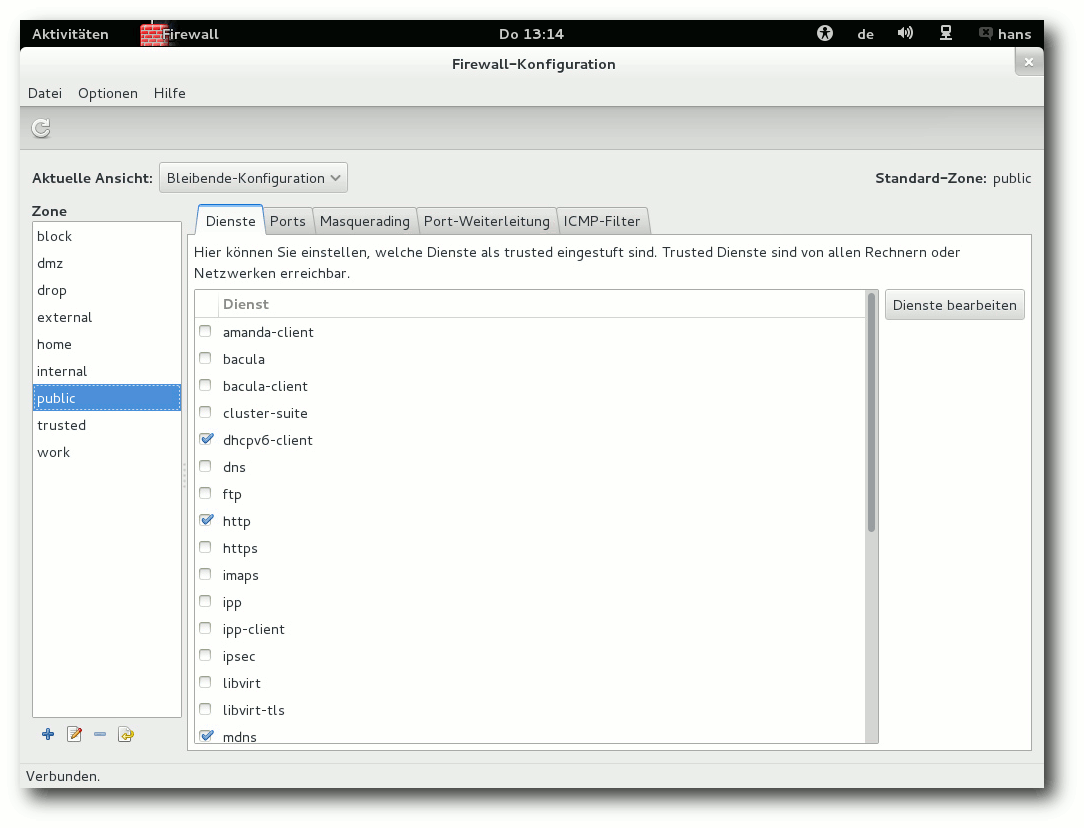 Aktivitäten Firewall Do 13:14 de hans
Firewall-Konfiguration
Datei Optionen Hilfe
Aktuelle Ansicht: Bleibende-Konfiguration Standard-Zone: public
Zone
block
dmz
drop
external
home
internal
public
trusted
work
Dienste Ports Masquerading Port-Weiterleitung ICMP-Filter
Hier können Sie einstellen, welche Dienste als trusted eingestuft sind. Trusted Dienste sind von allen Rechnern oder
Netzwerken erreichbar.
Dienst
amanda-client
bacula
bacula-client
cluster-suite
dhcpv6-client
dns
ftp
http
https
imaps
ipp
ipp-client
ipsec
libvirt
libvirt-tls
mdns
Dienste bearbeiten
Verbunden.